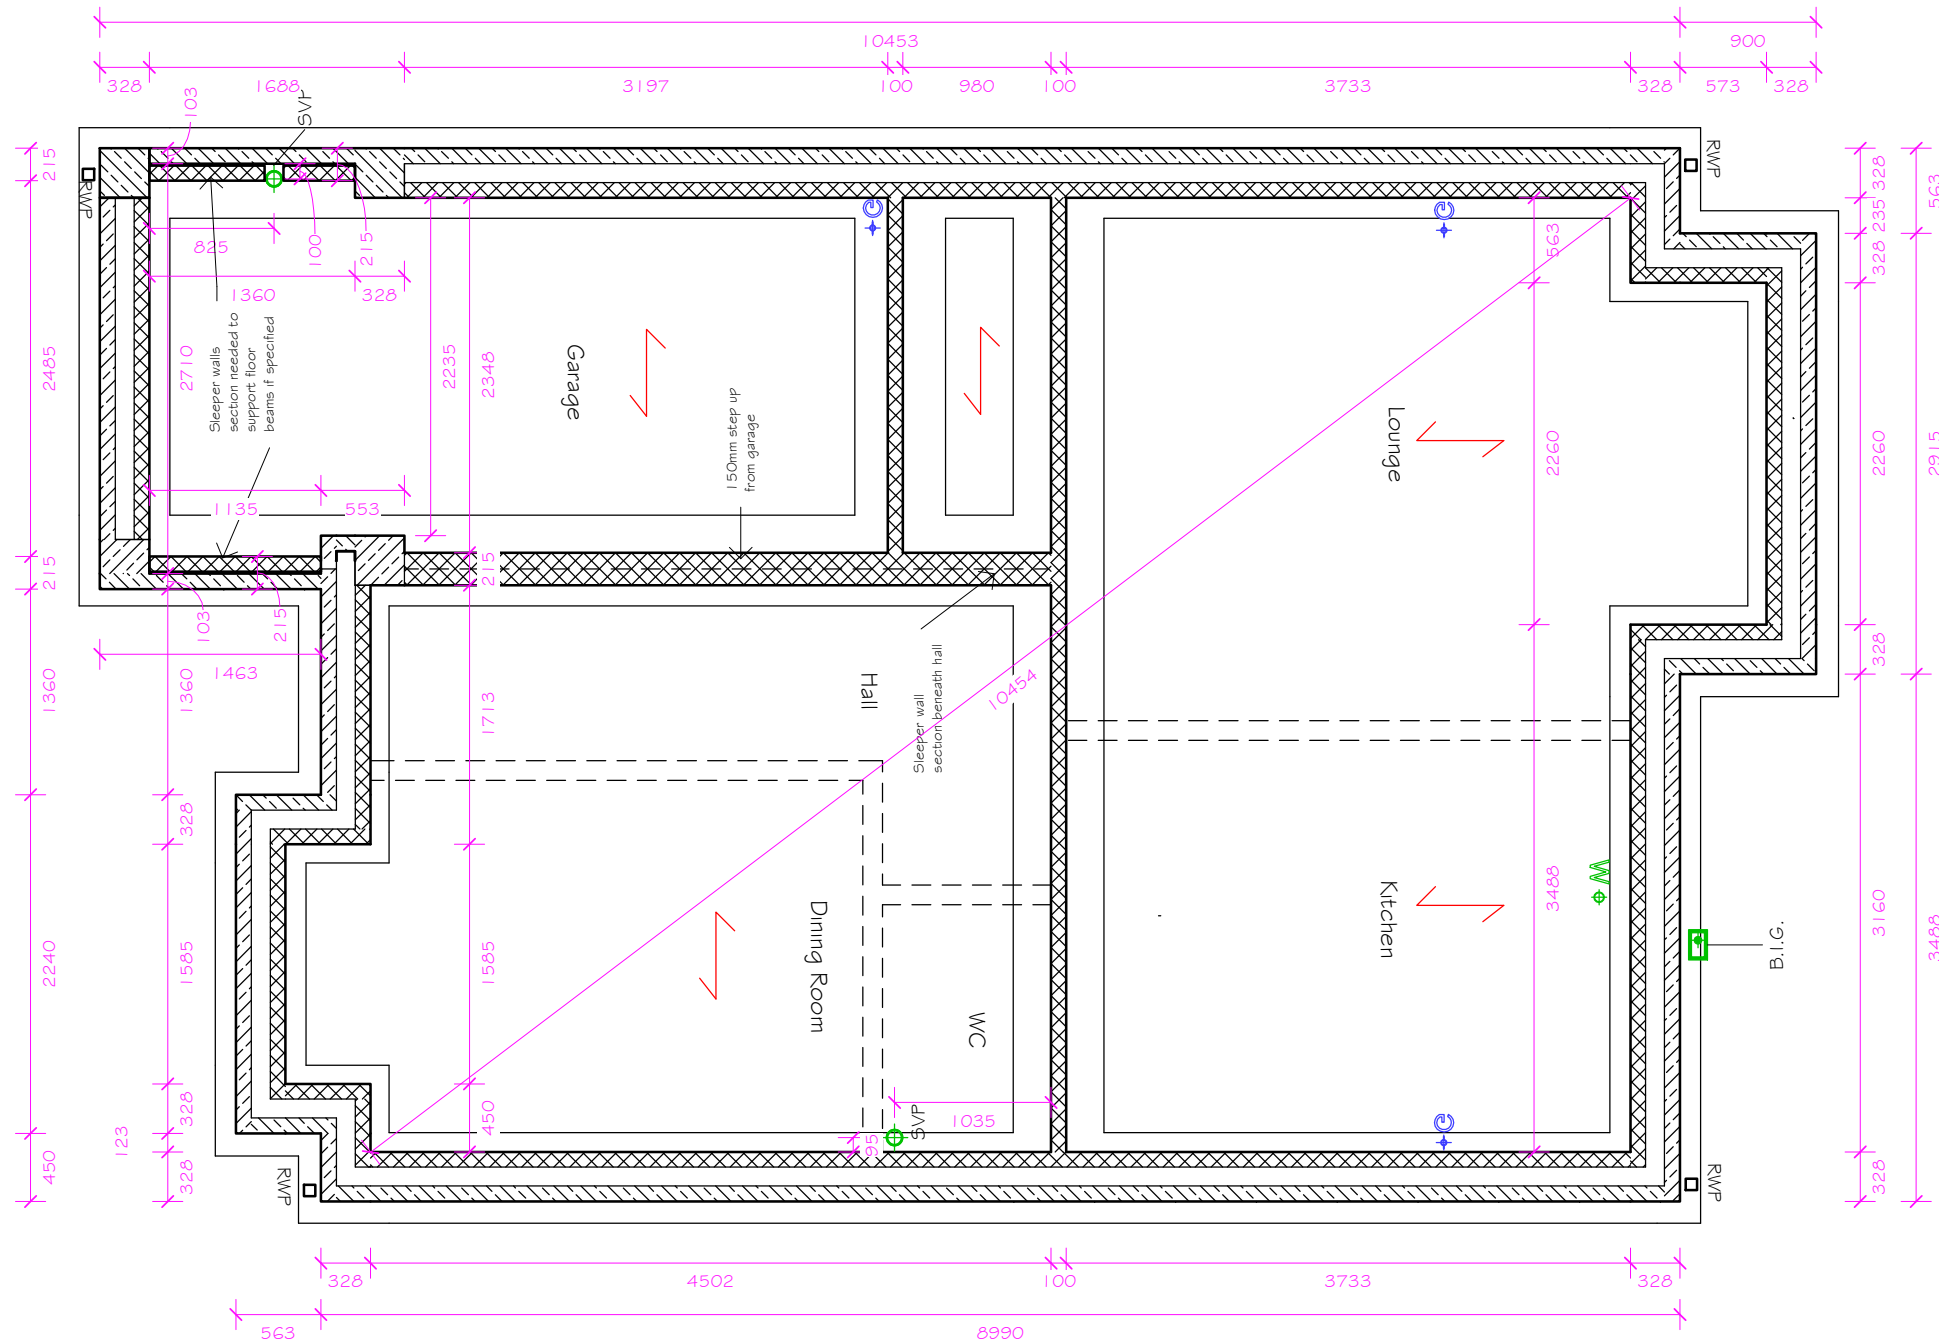 10453
900
328
1688
3197
100
980
100
3733
328
573
328
103
SVP
RWP
RWP
215
2485
215
1360
2240
450
825
100
215
1360
328
2710
Sleeper walls
section needed to
support floor
beams if specified
2235
2348
Garage
150mm step up
from garage
1135
553
215
103
215
1463
1360
1713
328
1585
1585
328
450
123
328
Hall
Sleeper wall
section beneath hall
10454
Dining Room
WC
SVP
1035
95
Lounge
563
2260
Kitchen
3488
W
B.I.G.
328
235
328
2260
328
3160
328
563
2915
3488
RWP
RWP
328
4502
100
3733
328
563
8990